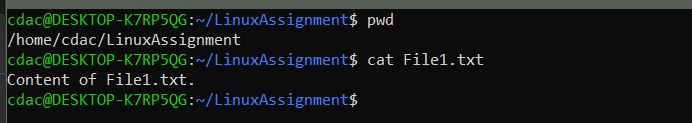 cdac@DESKTOP-K7RP5QG:~/LinuxAssignment$ pwd
/home/cdac/LinuxAssignment
cdac@DESKTOP-K7RP5QG:~/LinuxAssignment$ cat File1.txt
Content of File1.txt.
cdac@DESKTOP-K7RP5QG:~/LinuxAssignment$